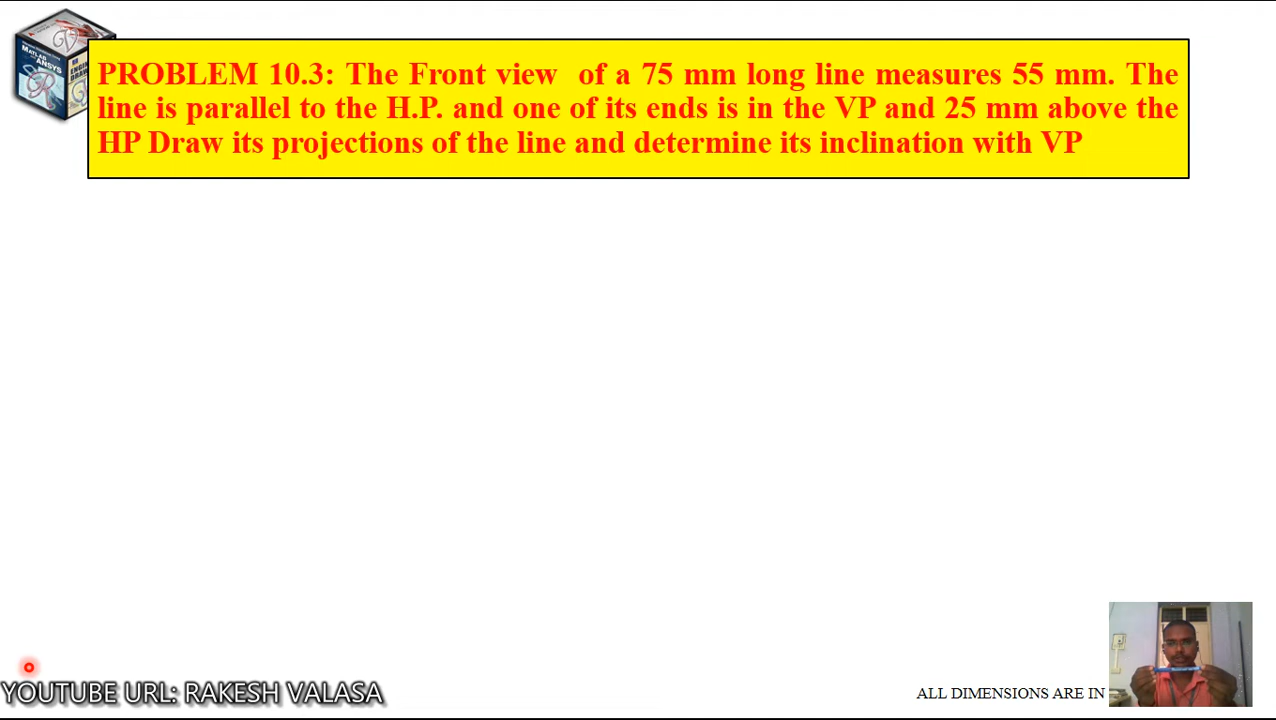 MATLAB
ANSYS
PROBLEM 10.3: The Front view of a 75 mm long line measures 55 mm. The
line is parallel to the H.P. and one of its ends is in the VP and 25 mm above the
HP Draw its projections of the line and determine its inclination with VP
YOUTUBE URL: RAKESH VALASA
ALL DIMENSIONS ARE IN